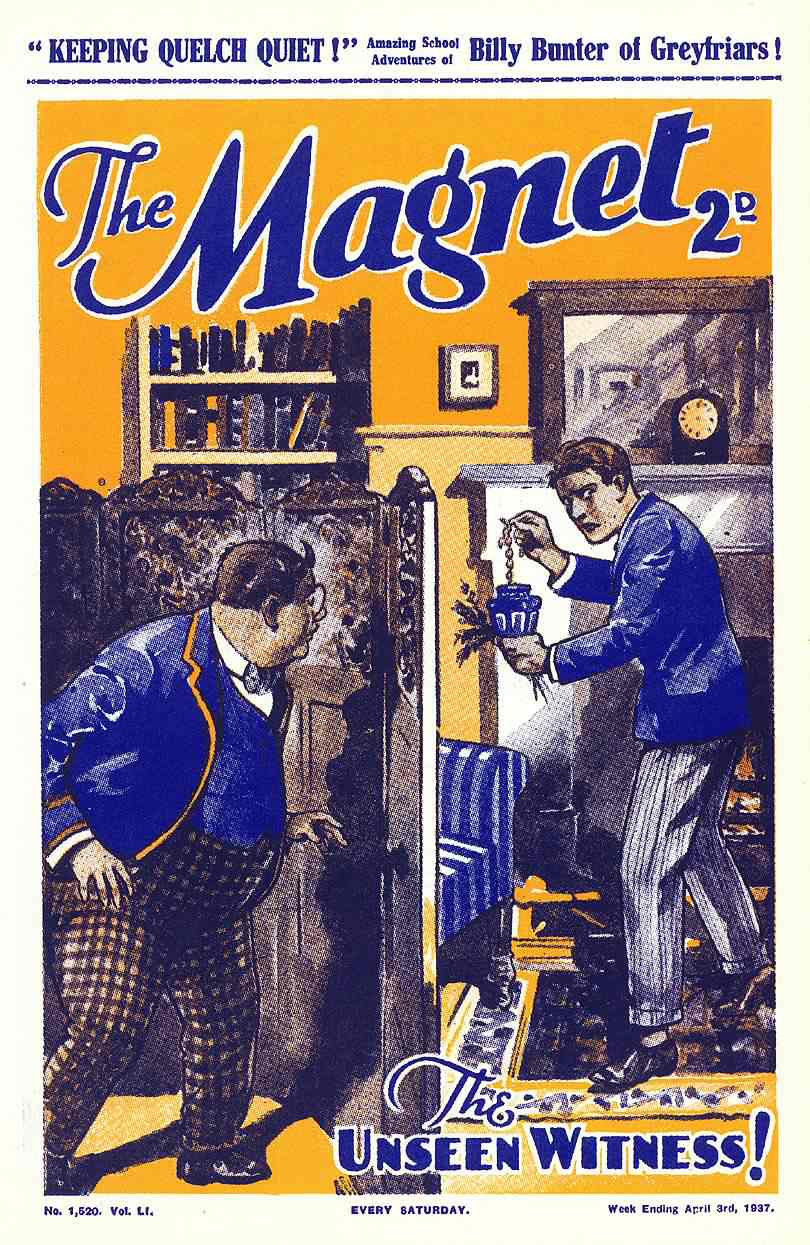 “KEEPING QUELCH QUIET!” Amazing School Adventures of Billy Bunter of Greyfriars!
The Magnet 2D
The
UNSEEN WITNESS!
No. 1,520. Vol. LI. EVERY SATURDAY. Week Ending April 3rd, 1937.